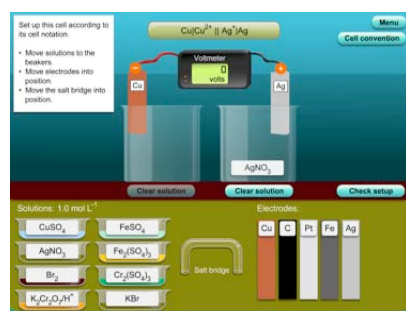 Set up this cell according to
its cell notation.
• Move solutions to the
beakers.
• Move electrodes into
position.
• Move the salt bridge into
position.
Cu|Cu²⁺ || Ag⁺|Ag
Menu
Cell convention
Voltmeter
0
volts
−
+
Cu
Ag
AgNO₃
Clear solution
Clear solution
Check setup
Solutions: 1.0 mol L⁻¹
CuSO₄
FeSO₄
AgNO₃
Fe₂(SO₄)₃
Br₂
Cr₂(SO₄)₃
K₂Cr₂O₇/H⁺
KBr
Salt bridge
Electrodes:
Cu C Pt Fe Ag